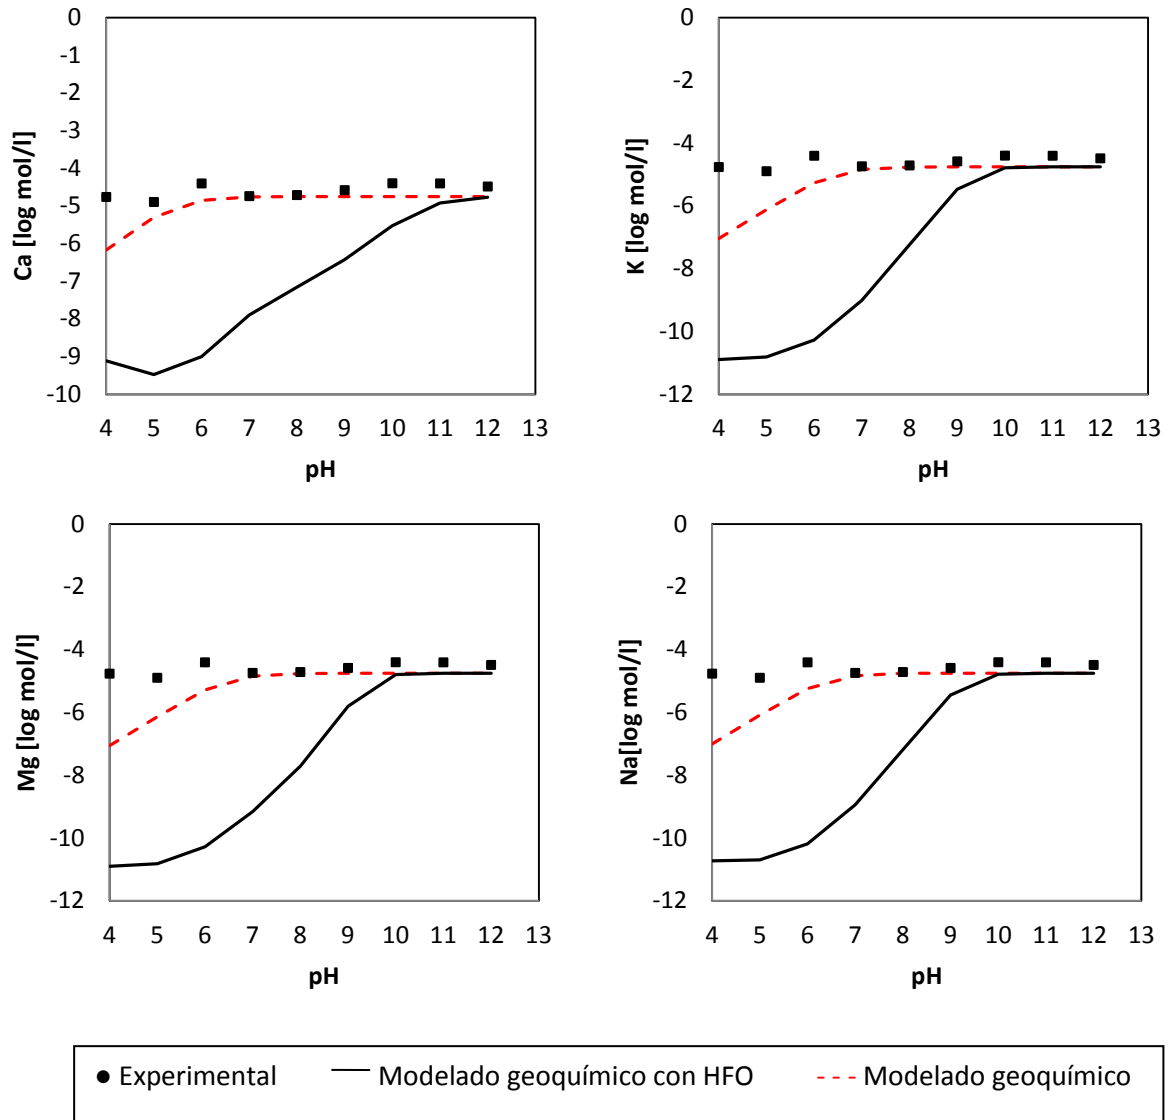 0
-1
-2
-3
-4
-5
-6
-7
-8
-9
-10
4 5 6 7 8 9 10 11 12 13
pH
Ca [log mol/l]
0
-2
-4
-6
-8
-10
-12
4 5 6 7 8 9 10 11 12 13
pH
K [log mol/l]
0
-2
-4
-6
-8
-10
-12
4 5 6 7 8 9 10 11 12 13
pH
Mg [log mol/l]
0
-2
-4
-6
-8
-10
-12
4 5 6 7 8 9 10 11 12 13
pH
Na[log mol/l]
Experimental Modelado geoquímico con HFO Modelado geoquímico